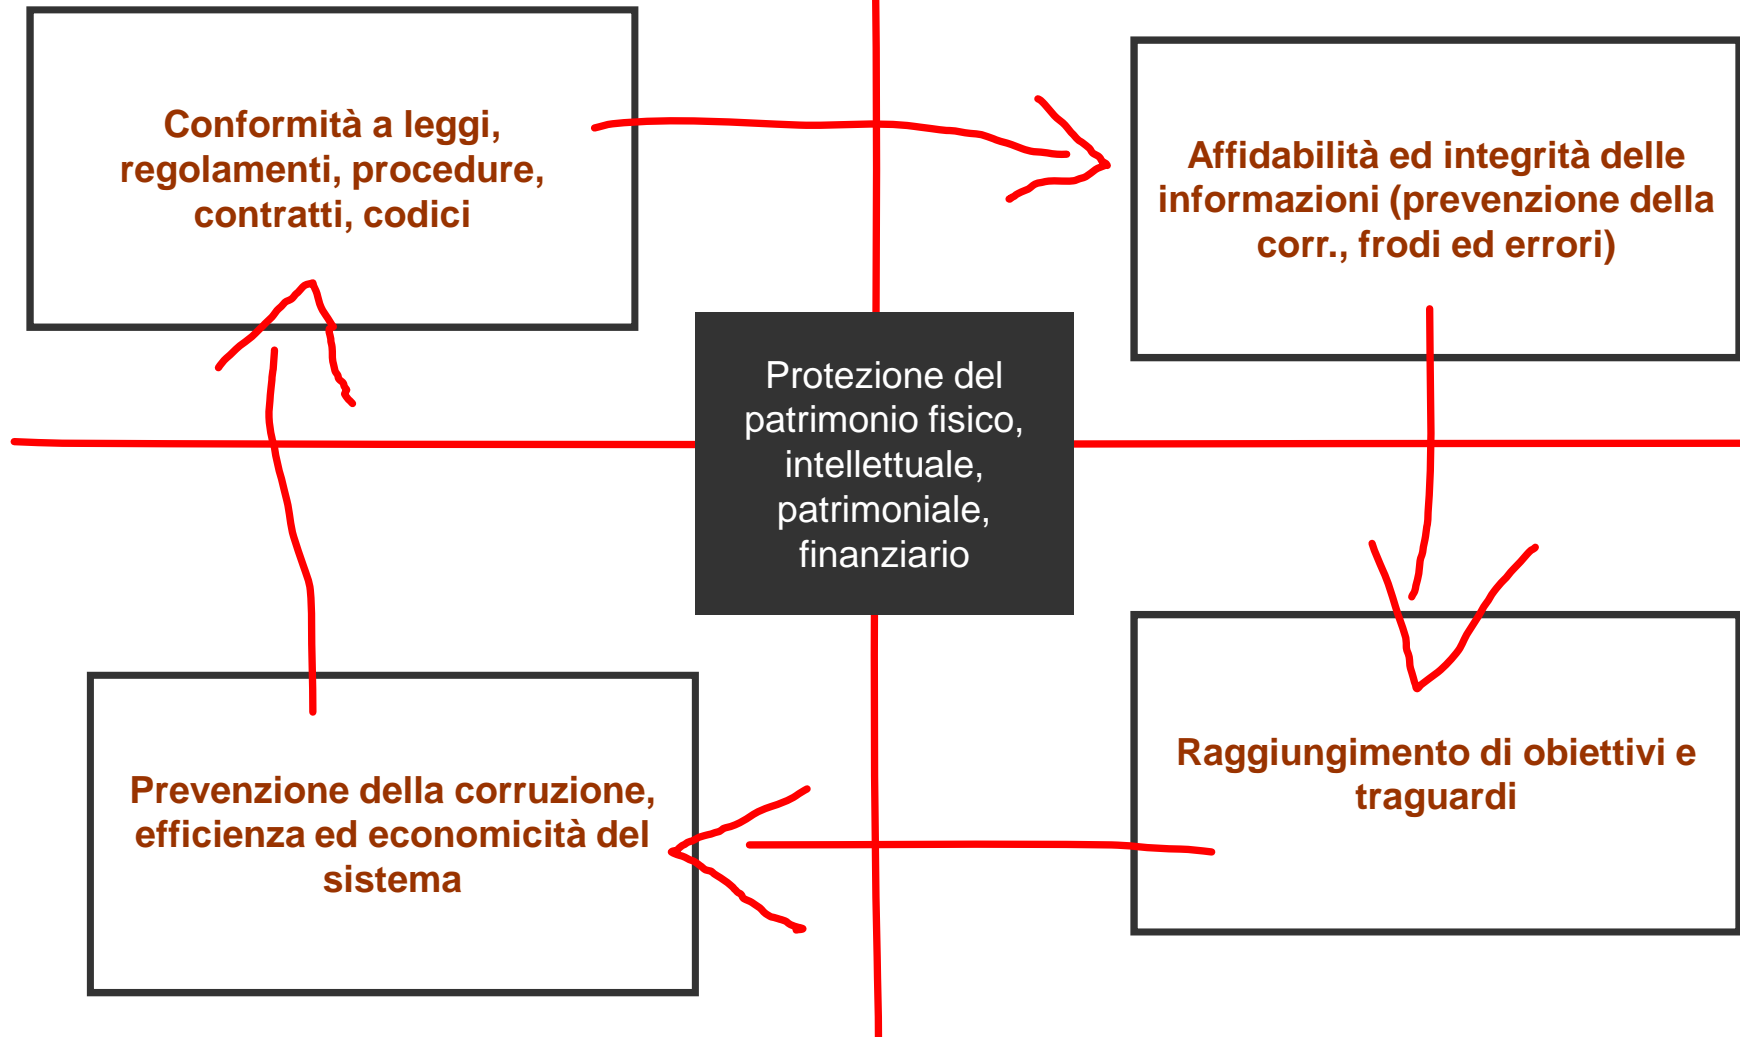 Conformità a leggi,
regolamenti, procedure,
contratti, codici
Affidabilità ed integrità delle
informazioni (prevenzione della
corr., frodi ed errori)
Protezione del
patrimonio fisico,
intellettuale,
patrimoniale,
finanziario
Prevenzione della corruzione,
efficienza ed economicità del
sistema
Raggiungimento di obiettivi e
traguardi